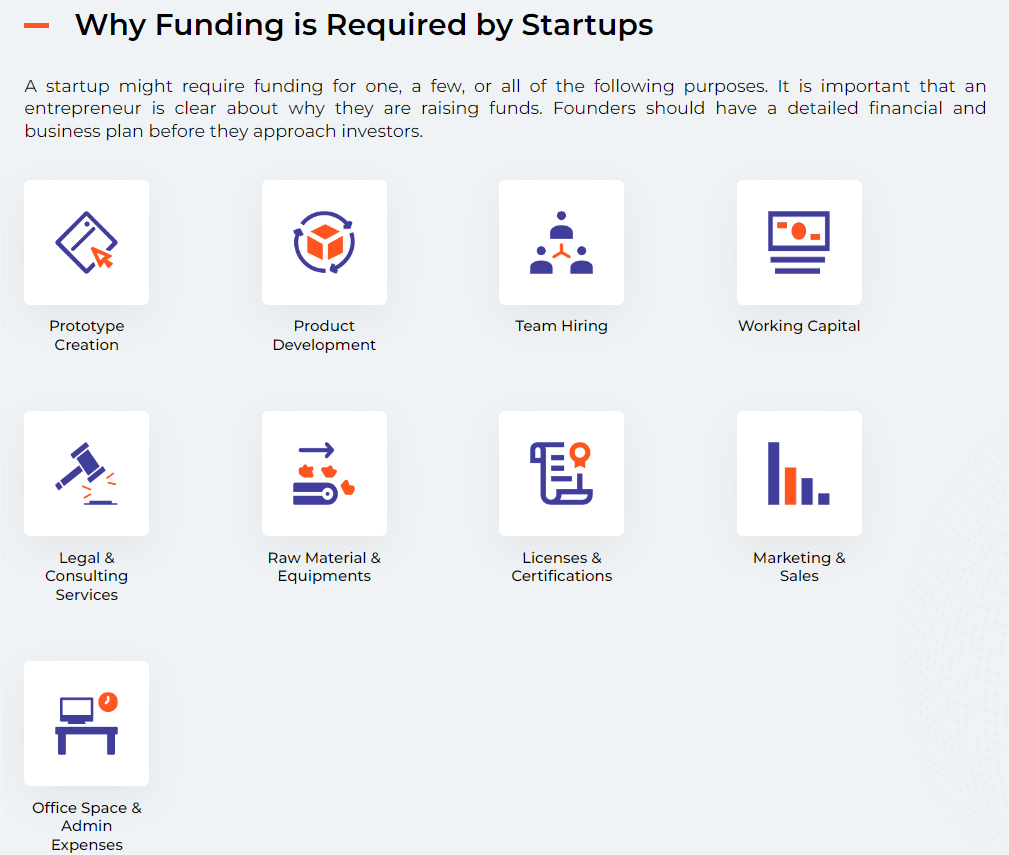 Why Funding is Required by Startups
A startup might require funding for one, a few, or all of the following purposes. It is important that an
entrepreneur is clear about why they are raising funds. Founders should have a detailed financial and
business plan before they approach investors.
Prototype
Creation
Product
Development
Team Hiring
Working Capital
Legal &
Consulting
Services
Raw Material &
Equipments
Licenses &
Certifications
Marketing &
Sales
Office Space &
Admin
Expenses